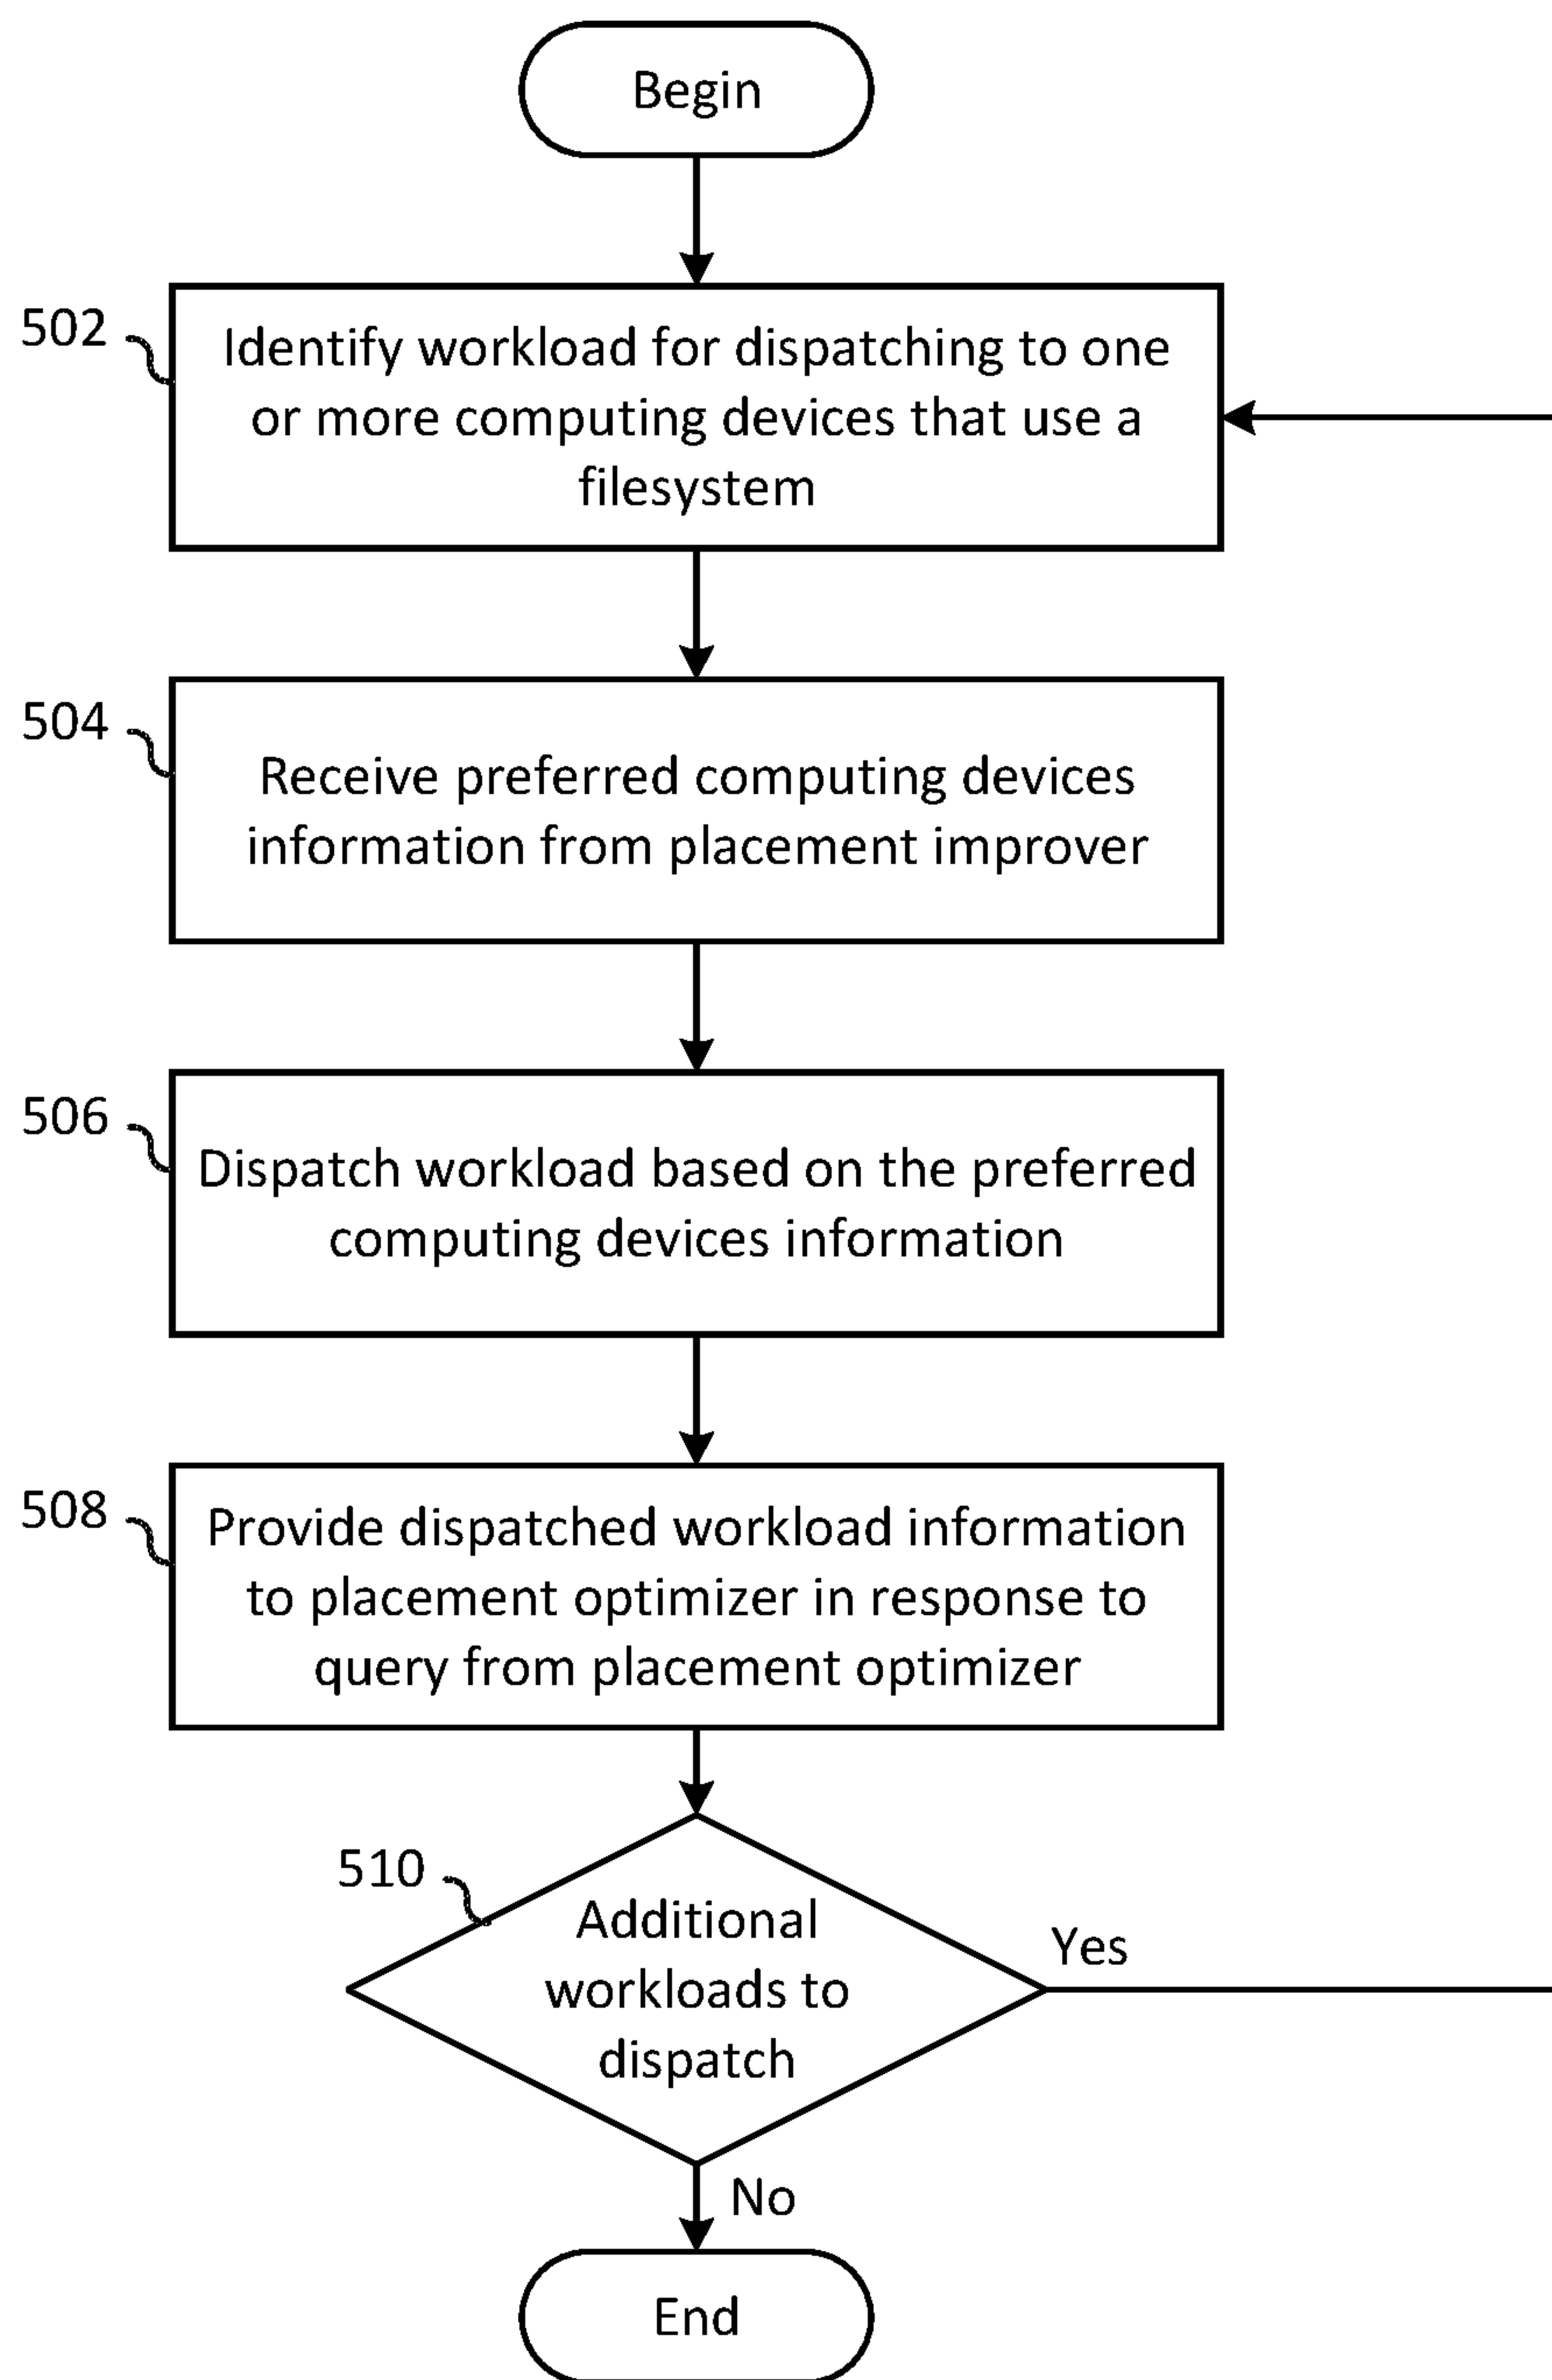 Begin
502
Identify workload for dispatching to one
or more computing devices that use a
filesystem
504
Receive preferred computing devices
information from placement improver
506
Dispatch workload based on the preferred
computing devices information
508
Provide dispatched workload information
to placement optimizer in response to
query from placement optimizer
510
Additional
workloads to
dispatch
Yes
No
End